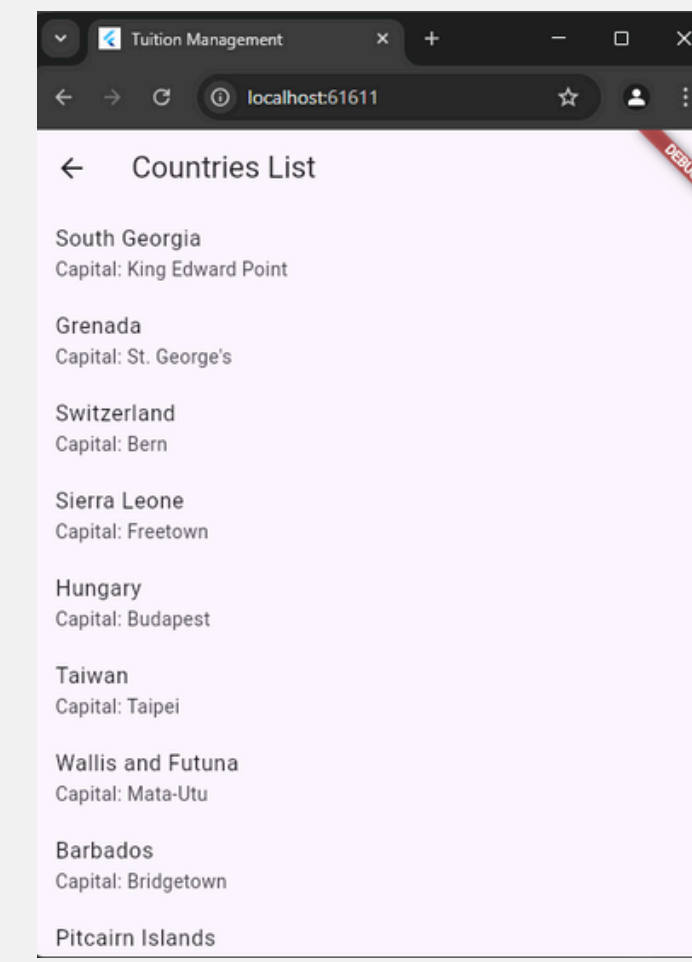 Tuition Management
localhost:61611
Countries List
South Georgia
Capital: King Edward Point
Grenada
Capital: St. George's
Switzerland
Capital: Bern
Sierra Leone
Capital: Freetown
Hungary
Capital: Budapest
Taiwan
Capital: Taipei
Wallis and Futuna
Capital: Mata-Utu
Barbados
Capital: Bridgetown
Pitcairn Islands